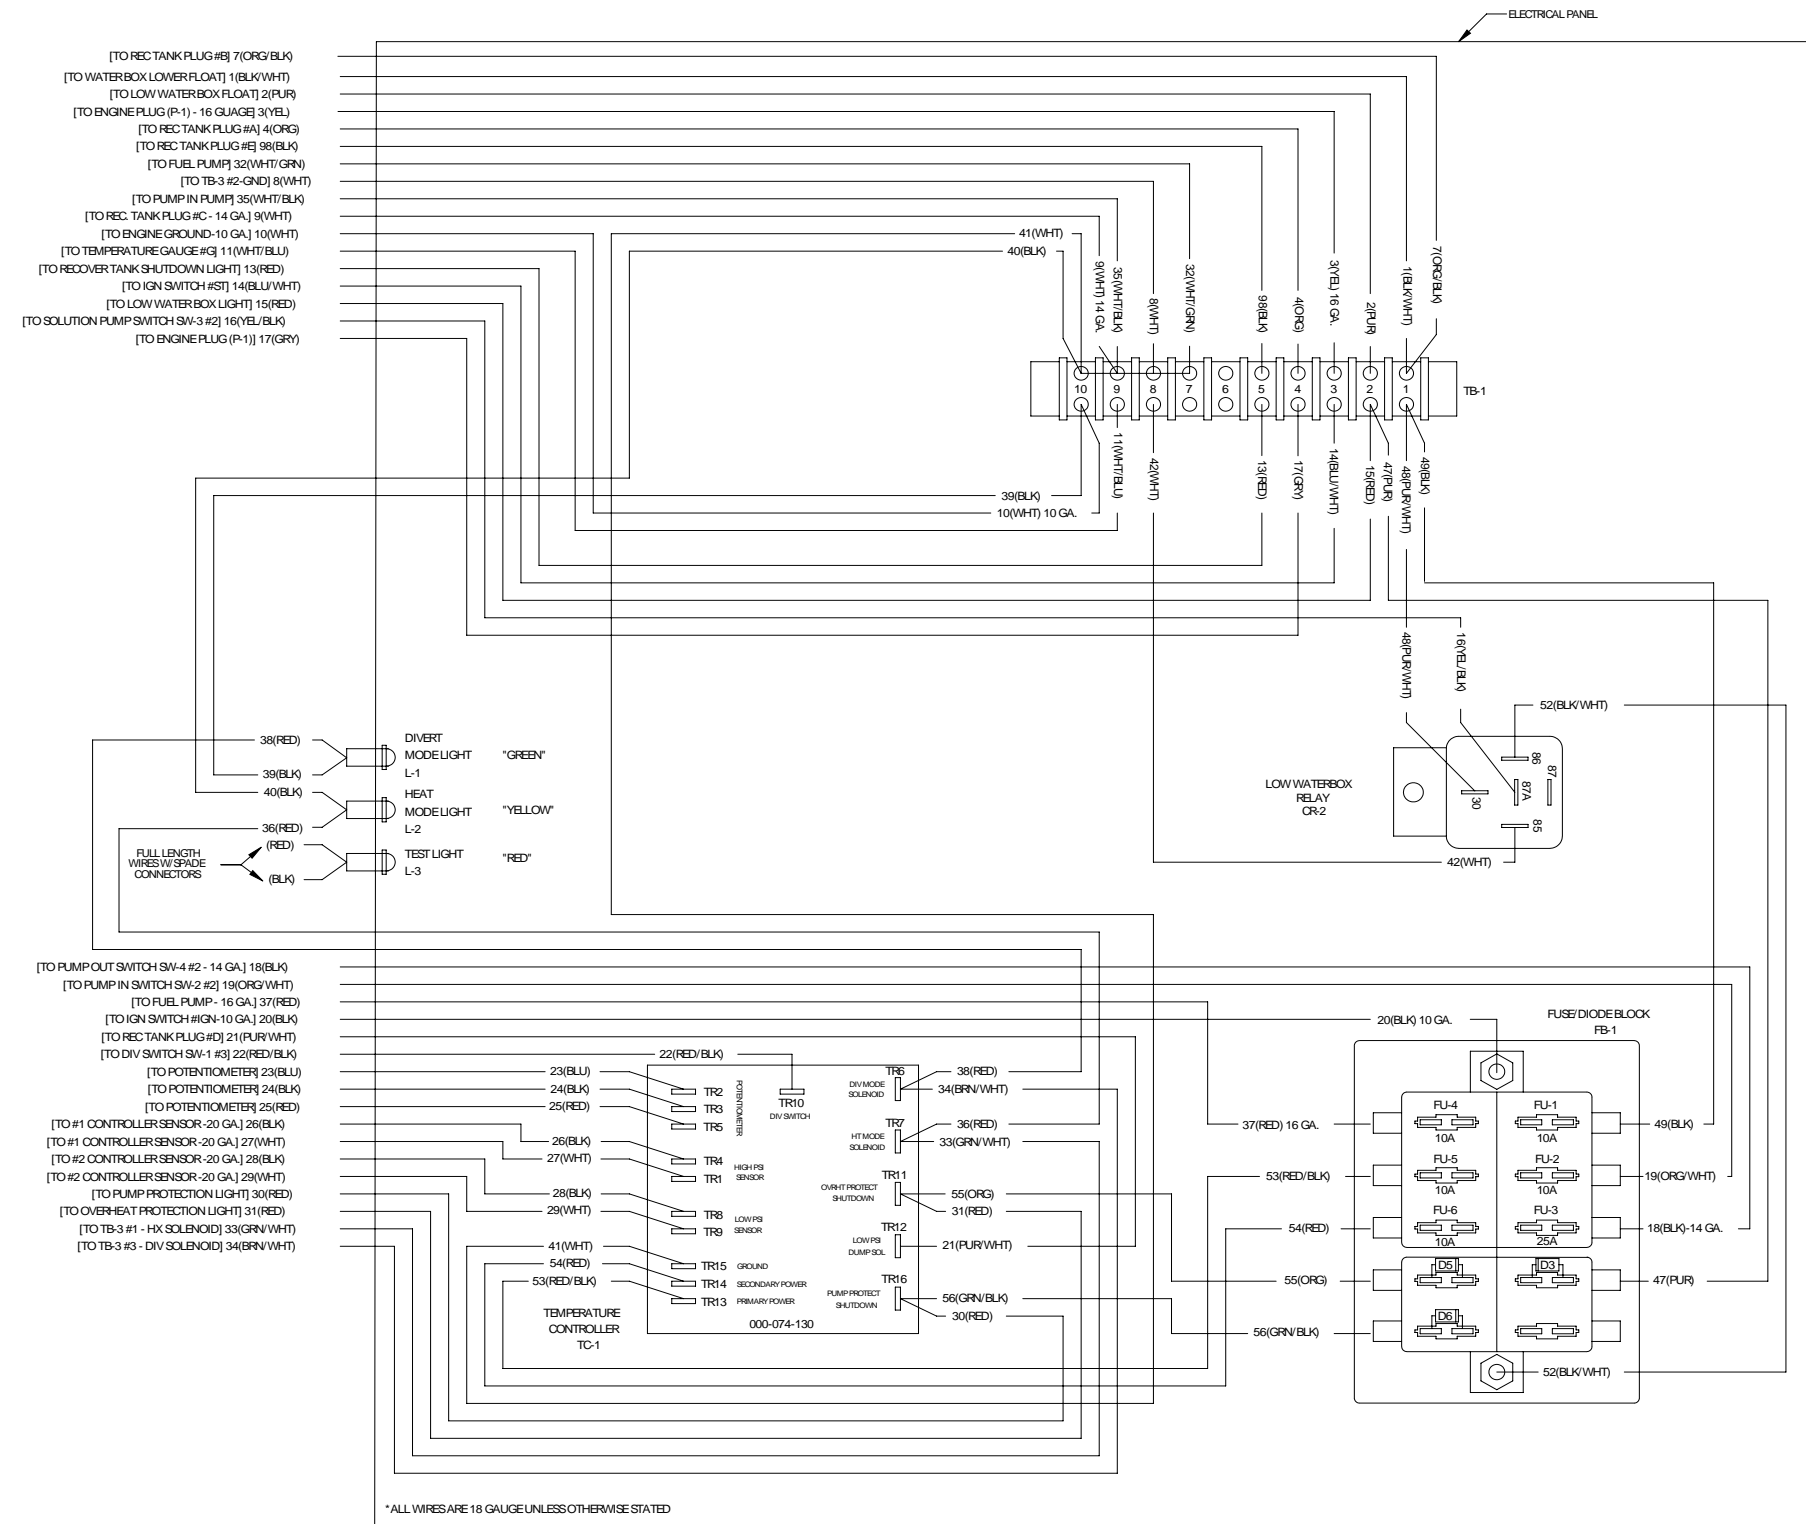 ELECTRICAL PANEL
[TO REC TANK PLUG #B] 7(ORG/BLK)
[TO WATER BOX LOWER FLOAT] 1(BLK/WHT)
[TO LOW WATER BOX FLOAT] 2(PUR)
[TO ENGINE PLUG (P-1) - 16 GUAGE] 3(YEL)
[TO REC TANK PLUG #A] 4(ORG)
[TO REC TANK PLUG #E] 98(BLK)
[TO FUEL PUMP] 32(WHT/GRN)
[TO TB-3 #2-GND] 8(WHT)
[TO PUMP IN PUMP] 35(WHT/BLK)
[TO REC. TANK PLUG #C - 14 GA.] 9(WHT)
[TO ENGINE GROUND-10 GA.] 10(WHT)
[TO TEMPERATURE GAUGE #G] 11(WHT/BLU)
[TO RECOVER TANK SHUTDOWN LIGHT] 13(RED)
[TO IGN SWITCH #ST] 14(BLU/WHT)
[TO LOW WATER BOX LIGHT] 15(RED)
[TO SOLUTION PUMP SWITCH SW-3 #2] 16(YEL/BLK)
[TO ENGINE PLUG (P-1)] 17(GRY)
41(WHT)
40(BLK)
9(WHT) 14 GA.
35(WHT/BLK)
8(WHT)
32(WHT/GRN)
98(BLK)
4(ORG)
3(YEL) 16 GA.
2(PUR)
1(BLK/WHT)
7(ORG/BLK)
10 9 8 7 6 5 4 3 2 1
TB-1
11(WHT/BLU)
42(WHT)
13(RED)
17(GRY)
14(BLU/WHT)
15(RED)
47(PUR)
48(PUR/WHT)
49(BLK)
39(BLK)
10(WHT) 10 GA.
48(PUR/WHT)
16(YEL/BLK)
52(BLK/WHT)
86
87
87A
30
85
LOW WATERBOX
RELAY
CR-2
42(WHT)
38(RED)
39(BLK)
DIVERT
MODE LIGHT "GREEN"
L-1
40(BLK)
36(RED)
HEAT
MODE LIGHT "YELLOW"
L-2
FULL LENGTH
WIRES W/ SPADE
CONNECTORS
(RED)
(BLK)
TEST LIGHT "RED"
L-3
[TO PUMP OUT SWITCH SW-4 #2 - 14 GA.] 18(BLK)
[TO PUMP IN SWITCH SW-2 #2] 19(ORG/WHT)
[TO FUEL PUMP - 16 GA.] 37(RED)
[TO IGN SWITCH #IGN-10 GA.] 20(BLK)
[TO REC TANK PLUG #D] 21(PUR/WHT)
[TO DIV SWITCH SW-1 #3] 22(RED/BLK)
[TO POTENTIOMETER] 23(BLU)
[TO POTENTIOMETER] 24(BLK)
[TO POTENTIOMETER] 25(RED)
[TO #1 CONTROLLER SENSOR -20 GA.] 26(BLK)
[TO #1 CONTROLLER SENSOR -20 GA.] 27(WHT)
[TO #2 CONTROLLER SENSOR -20 GA.] 28(BLK)
[TO #2 CONTROLLER SENSOR -20 GA.] 29(WHT)
[TO PUMP PROTECTION LIGHT] 30(RED)
[TO OVERHEAT PROTECTION LIGHT] 31(RED)
[TO TB-3 #1 - HX SOLENOID] 33(GRN/WHT)
[TO TB-3 #3 - DIV SOLENOID] 34(BRN/WHT)
22(RED/BLK)
23(BLU)
24(BLK)
25(RED)
26(BLK)
27(WHT)
28(BLK)
29(WHT)
41(WHT)
54(RED)
53(RED/BLK)
TR2
TR3
TR5
POTENTIOMETER
TR10
DIV SWITCH
TR4
TR1
HIGH PSI
SENSOR
TR8
TR9
LOW PSI
SENSOR
TR15 GROUND
TR14 SECONDARY POWER
TR13 PRIMARY POWER
000-074-130
TEMPERATURE
CONTROLLER
TC-1
TR6
DIV MODE
SOLENOID
TR7
HT MODE
SOLENOID
TR11
OVRHT PROTECT
SHUTDOWN
TR12
LOW PSI
DUMP SOL
TR16
PUMP PROTECT
SHUTDOWN
38(RED)
34(BRN/WHT)
36(RED)
33(GRN/WHT)
55(ORG)
31(RED)
21(PUR/WHT)
56(GRN/BLK)
30(RED)
20(BLK) 10 GA.
FUSE/DIODE BLOCK
FB-1
37(RED) 16 GA.
53(RED/BLK)
54(RED)
55(ORG)
56(GRN/BLK)
FU-4
10A
FU-1
10A
FU-5
10A
FU-2
10A
FU-6
10A
FU-3
25A
D5
D3
D6
49(BLK)
19(ORG/WHT)
18(BLK)-14 GA.
47(PUR)
52(BLK/WHT)
*ALL WIRES ARE 18 GAUGE UNLESS OTHERWISE STATED